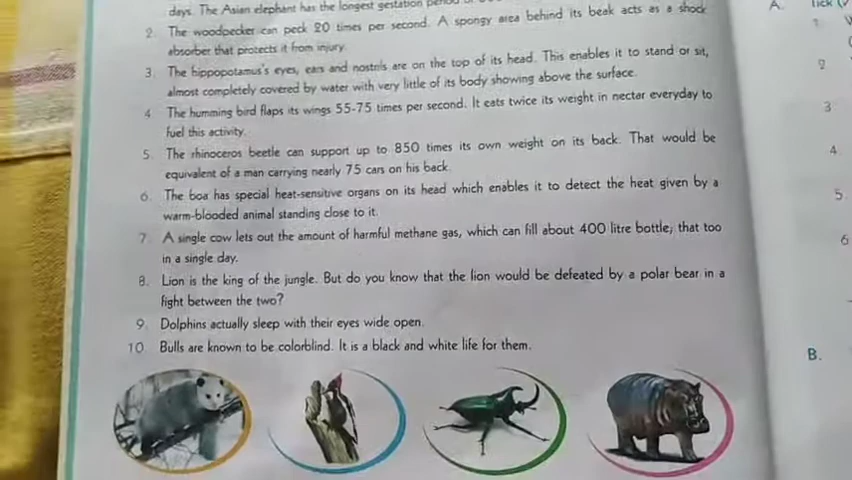 days. The Asian elephant has the longest gestation period
2. The woodpecker can peck 20 times per second. A spongy area behind its beak acts as a shock
absorber that protects it from injury.
3. The hippopotamus's eyes, ears and nostrils are on the top of its head. This enables it to stand or sit,
almost completely covered by water with very little of its body showing above the surface.
4. The humming bird flaps its wings 55-75 times per second. It eats twice its weight in nectar everyday to
fuel this activity.
5. The rhinoceros beetle can support up to 850 times its own weight on its back. That would be
equivalent of a man carrying nearly 75 cars on his back.
6. The boa has special heat-sensitive organs on its head which enables it to detect the heat given by a
warm-blooded animal standing close to it.
7. A single cow lets out the amount of harmful methane gas, which can fill about 400 litre bottle; that too
in a single day.
8. Lion is the king of the jungle. But do you know that the lion would be defeated by a polar bear in a
fight between the two?
9. Dolphins actually sleep with their eyes wide open.
10. Bulls are known to be colorblind. It is a black and white life for them.
A. Tick
1.
2
3
4.
5.
6
B.